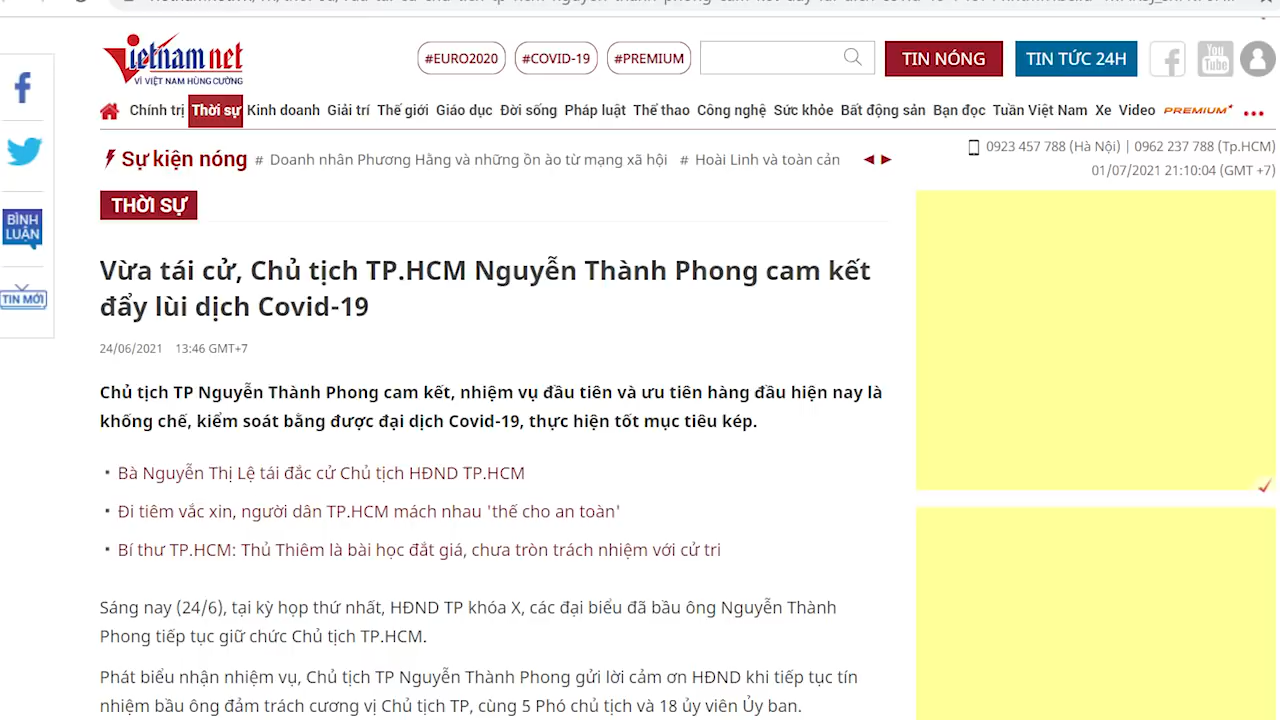 Vietnam net
VÌ VIỆT NAM HÙNG CƯỜNG
#EURO2020 #COVID-19 #PREMIUM
TIN NÓNG
TIN TỨC 24H
You Tube
Chính trị Thời sự Kinh doanh Giải trí Thế giới Giáo dục Đời sống Pháp luật Thể thao Công nghệ Sức khỏe Bất động sản Bạn đọc Tuần Việt Nam Xe Video PREMIUM
Sự kiện nóng # Doanh nhân Phương Hằng và những ồn ào từ mạng xã hội # Hoài Linh và toàn cản
0923 457 788 (Hà Nội) | 0962 237 788 (Tp.HCM)
01/07/2021 21:10:04 (GMT +7)
BÌNH
LUẬN
TIN MỚI
THỜI SỰ
Vừa tái cử, Chủ tịch TP.HCM Nguyễn Thành Phong cam kết
đẩy lùi dịch Covid-19
24/06/2021 13:46 GMT+7
Chủ tịch TP Nguyễn Thành Phong cam kết, nhiệm vụ đầu tiên và ưu tiên hàng đầu hiện nay là
khống chế, kiểm soát bằng được đại dịch Covid-19, thực hiện tốt mục tiêu kép.
Bà Nguyễn Thị Lệ tái đắc cử Chủ tịch HĐND TP.HCM
Đi tiêm vắc xin, người dân TP.HCM mách nhau 'thế cho an toàn'
Bí thư TP.HCM: Thủ Thiêm là bài học đắt giá, chưa tròn trách nhiệm với cử tri
Sáng nay (24/6), tại kỳ họp thứ nhất, HĐND TP khóa X, các đại biểu đã bầu ông Nguyễn Thành
Phong tiếp tục giữ chức Chủ tịch TP.HCM.
Phát biểu nhận nhiệm vụ, Chủ tịch TP Nguyễn Thành Phong gửi lời cảm ơn HĐND khi tiếp tục tín
nhiệm bầu ông đảm trách cương vị Chủ tịch TP, cùng 5 Phó chủ tịch và 18 ủy viên Ủy ban.